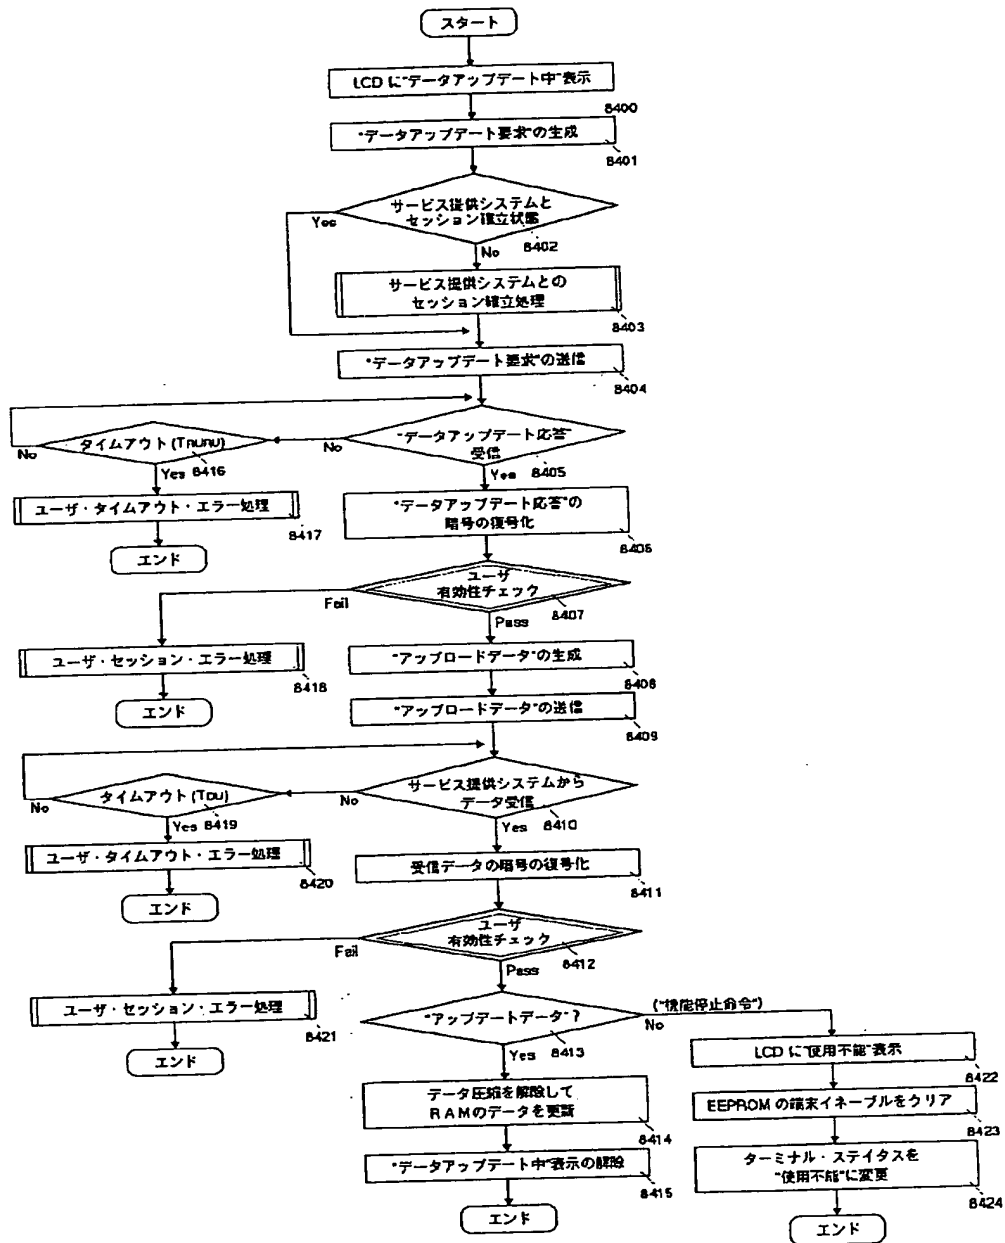 スタート
LCD に"データアップデート中"表示
8400
"データアップデート要求"の生成
8401
サービス提供システムと
セッション確立状態
8402
Yes
No
サービス提供システムとの
セッション確立処理
8403
"データアップデート要求"の送信
8404
"データアップデート応答"
受信
8405
No
Yes
タイムアウト (TRURU)
8416
No
Yes
ユーザ・タイムアウト・エラー処理
8417
エンド
"データアップデート応答"の
暗号の復号化
8406
ユーザ
有効性チェック
8407
Fail
Pass
ユーザ・セッション・エラー処理
8418
エンド
"アップロードデータ"の生成
8408
"アップロードデータ"の送信
8409
サービス提供システムから
データ受信
8410
No
Yes
タイムアウト (TDU)
8419
No
Yes
ユーザ・タイムアウト・エラー処理
8420
エンド
受信データの暗号の復号化
8411
ユーザ
有効性チェック
8412
Fail
Pass
ユーザ・セッション・エラー処理
8421
エンド
"アップデートデータ"?
8413
("機能停止命令")
No
Yes
データ圧縮を解除して
RAMのデータを更新
8414
"データアップデート中"表示の解除
8415
エンド
LCD に"使用不能"表示
8422
EEPROM の端末イネーブルをクリア
8423
ターミナル・ステイタスを
"使用不能"に変更
8424
エンド